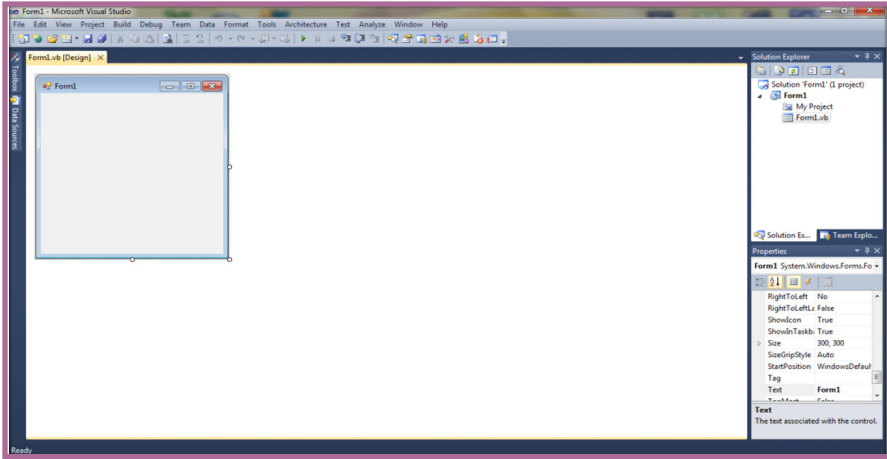 Form1 - Microsoft Visual Studio
File Edit View Project Build Debug Team Data Format Tools Architecture Test Analyze Window Help
Toolbox
Data Sources
Form1.vb [Design]
Form1
Solution Explorer
Solution 'Form1' (1 project)
Form1
My Project
Form1.vb
Solution Ex... Team Explo...
Properties
Form1 System.Windows.Forms.Fo
RightToLeft No
RightToLeftLa False
ShowIcon True
ShowInTaskb True
Size 300, 300
SizeGripStyle Auto
StartPosition WindowsDefault
Tag
Text Form1
Text
The text associated with the control.
Ready